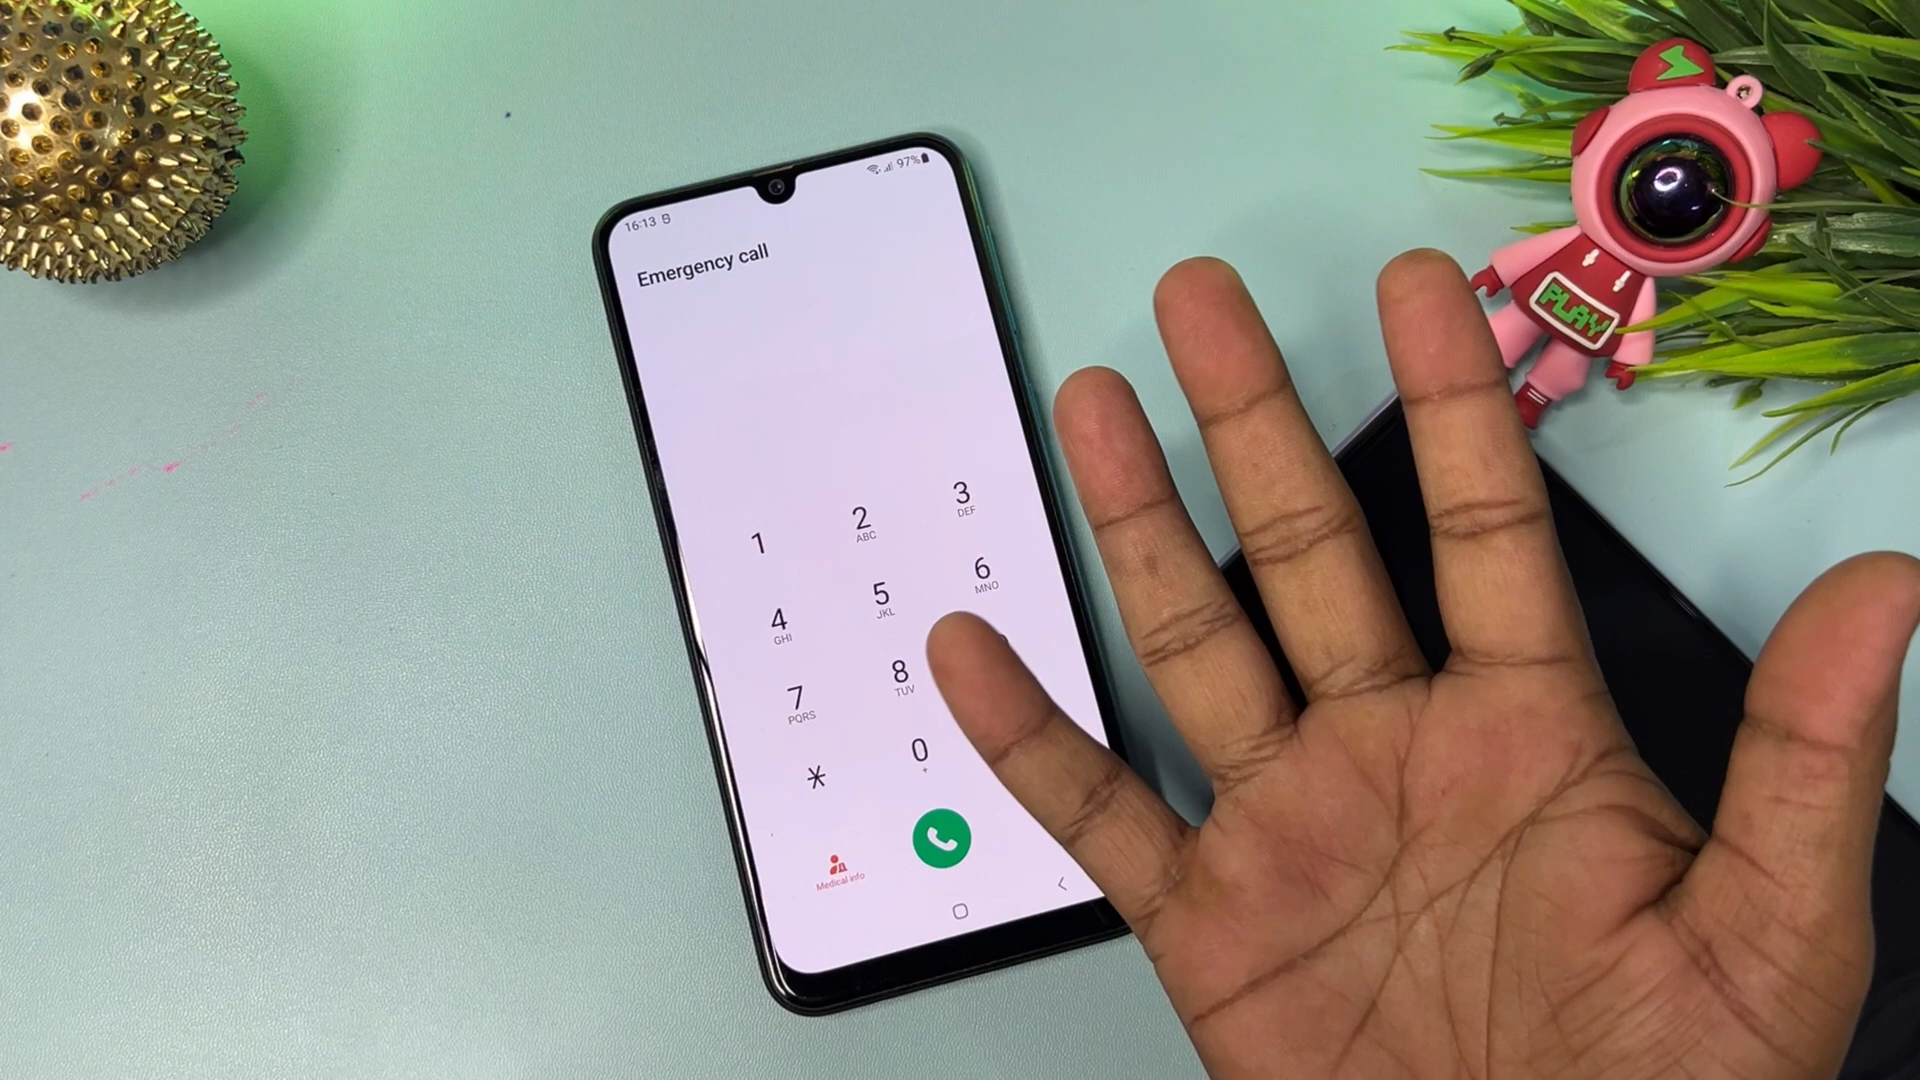 16:13
97%
Emergency call
1
2
ABC
3
DEF
4
GHI
5
JKL
6
MNO
7
PQRS
8
TUV
*
0
+
Medical info
PLAY